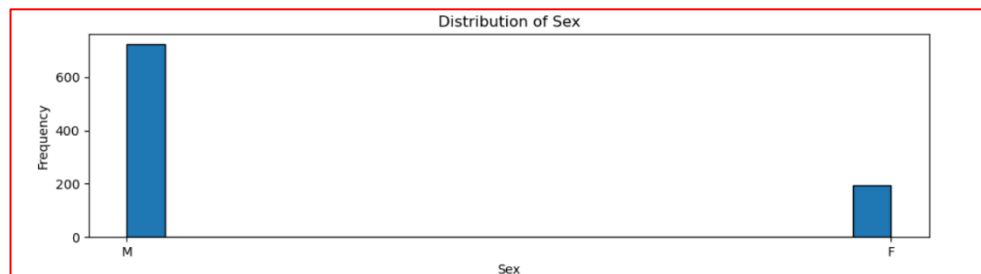 Distribution of Sex
600
400
200
0
Frequency
M
F
Sex